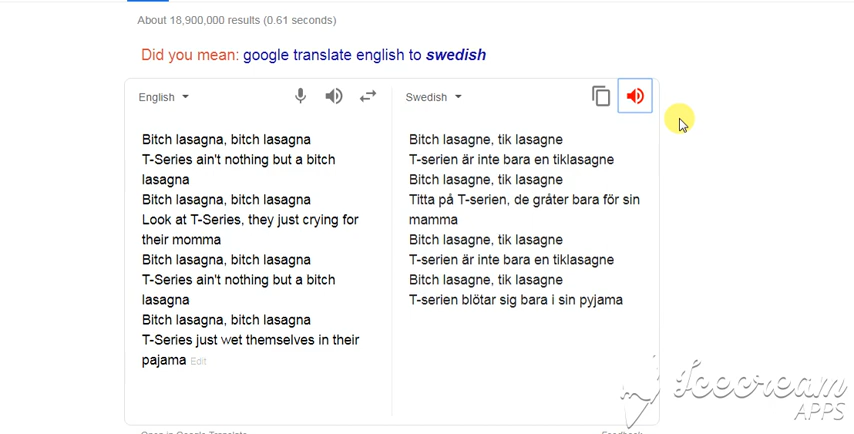 About 18,900,000 results (0.61 seconds)
Did you mean: google translate english to swedish
English
Swedish
Bitch lasagna, bitch lasagna
T-Series ain't nothing but a bitch
lasagna
Bitch lasagna, bitch lasagna
Look at T-Series, they just crying for
their momma
Bitch lasagna, bitch lasagna
T-Series ain't nothing but a bitch
lasagna
Bitch lasagna, bitch lasagna
T-Series just wet themselves in their
pajama Edit
Bitch lasagne, tik lasagne
T-serien är inte bara en tiklasagne
Bitch lasagne, tik lasagne
Titta på T-serien, de gråter bara för sin
mamma
Bitch lasagne, tik lasagne
T-serien är inte bara en tiklasagne
Bitch lasagne, tik lasagne
T-serien blötar sig bara i sin pyjama
Open in Google Translate
Feedback
Icecream
APPS